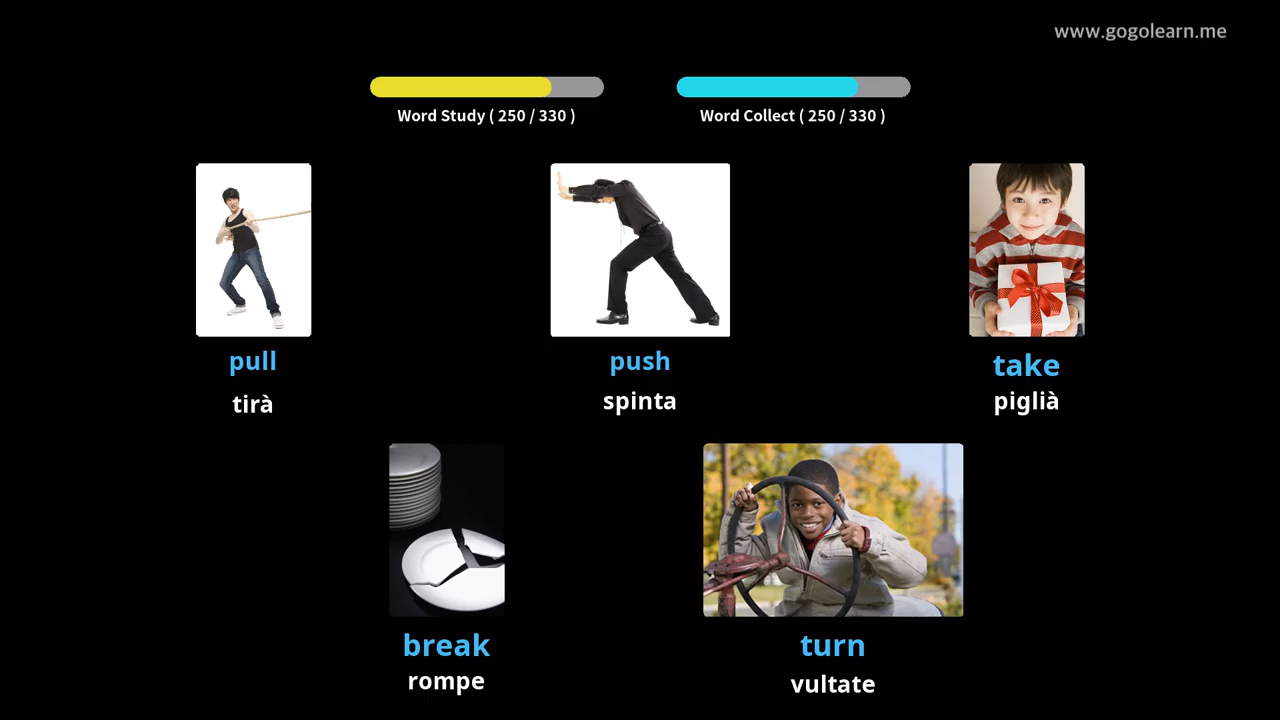 www.gogolearn.me
Word Study ( 250 / 330 )
Word Collect ( 250 / 330 )
pull
tirà
push
spinta
take
piglià
break
rompe
turn
vultate